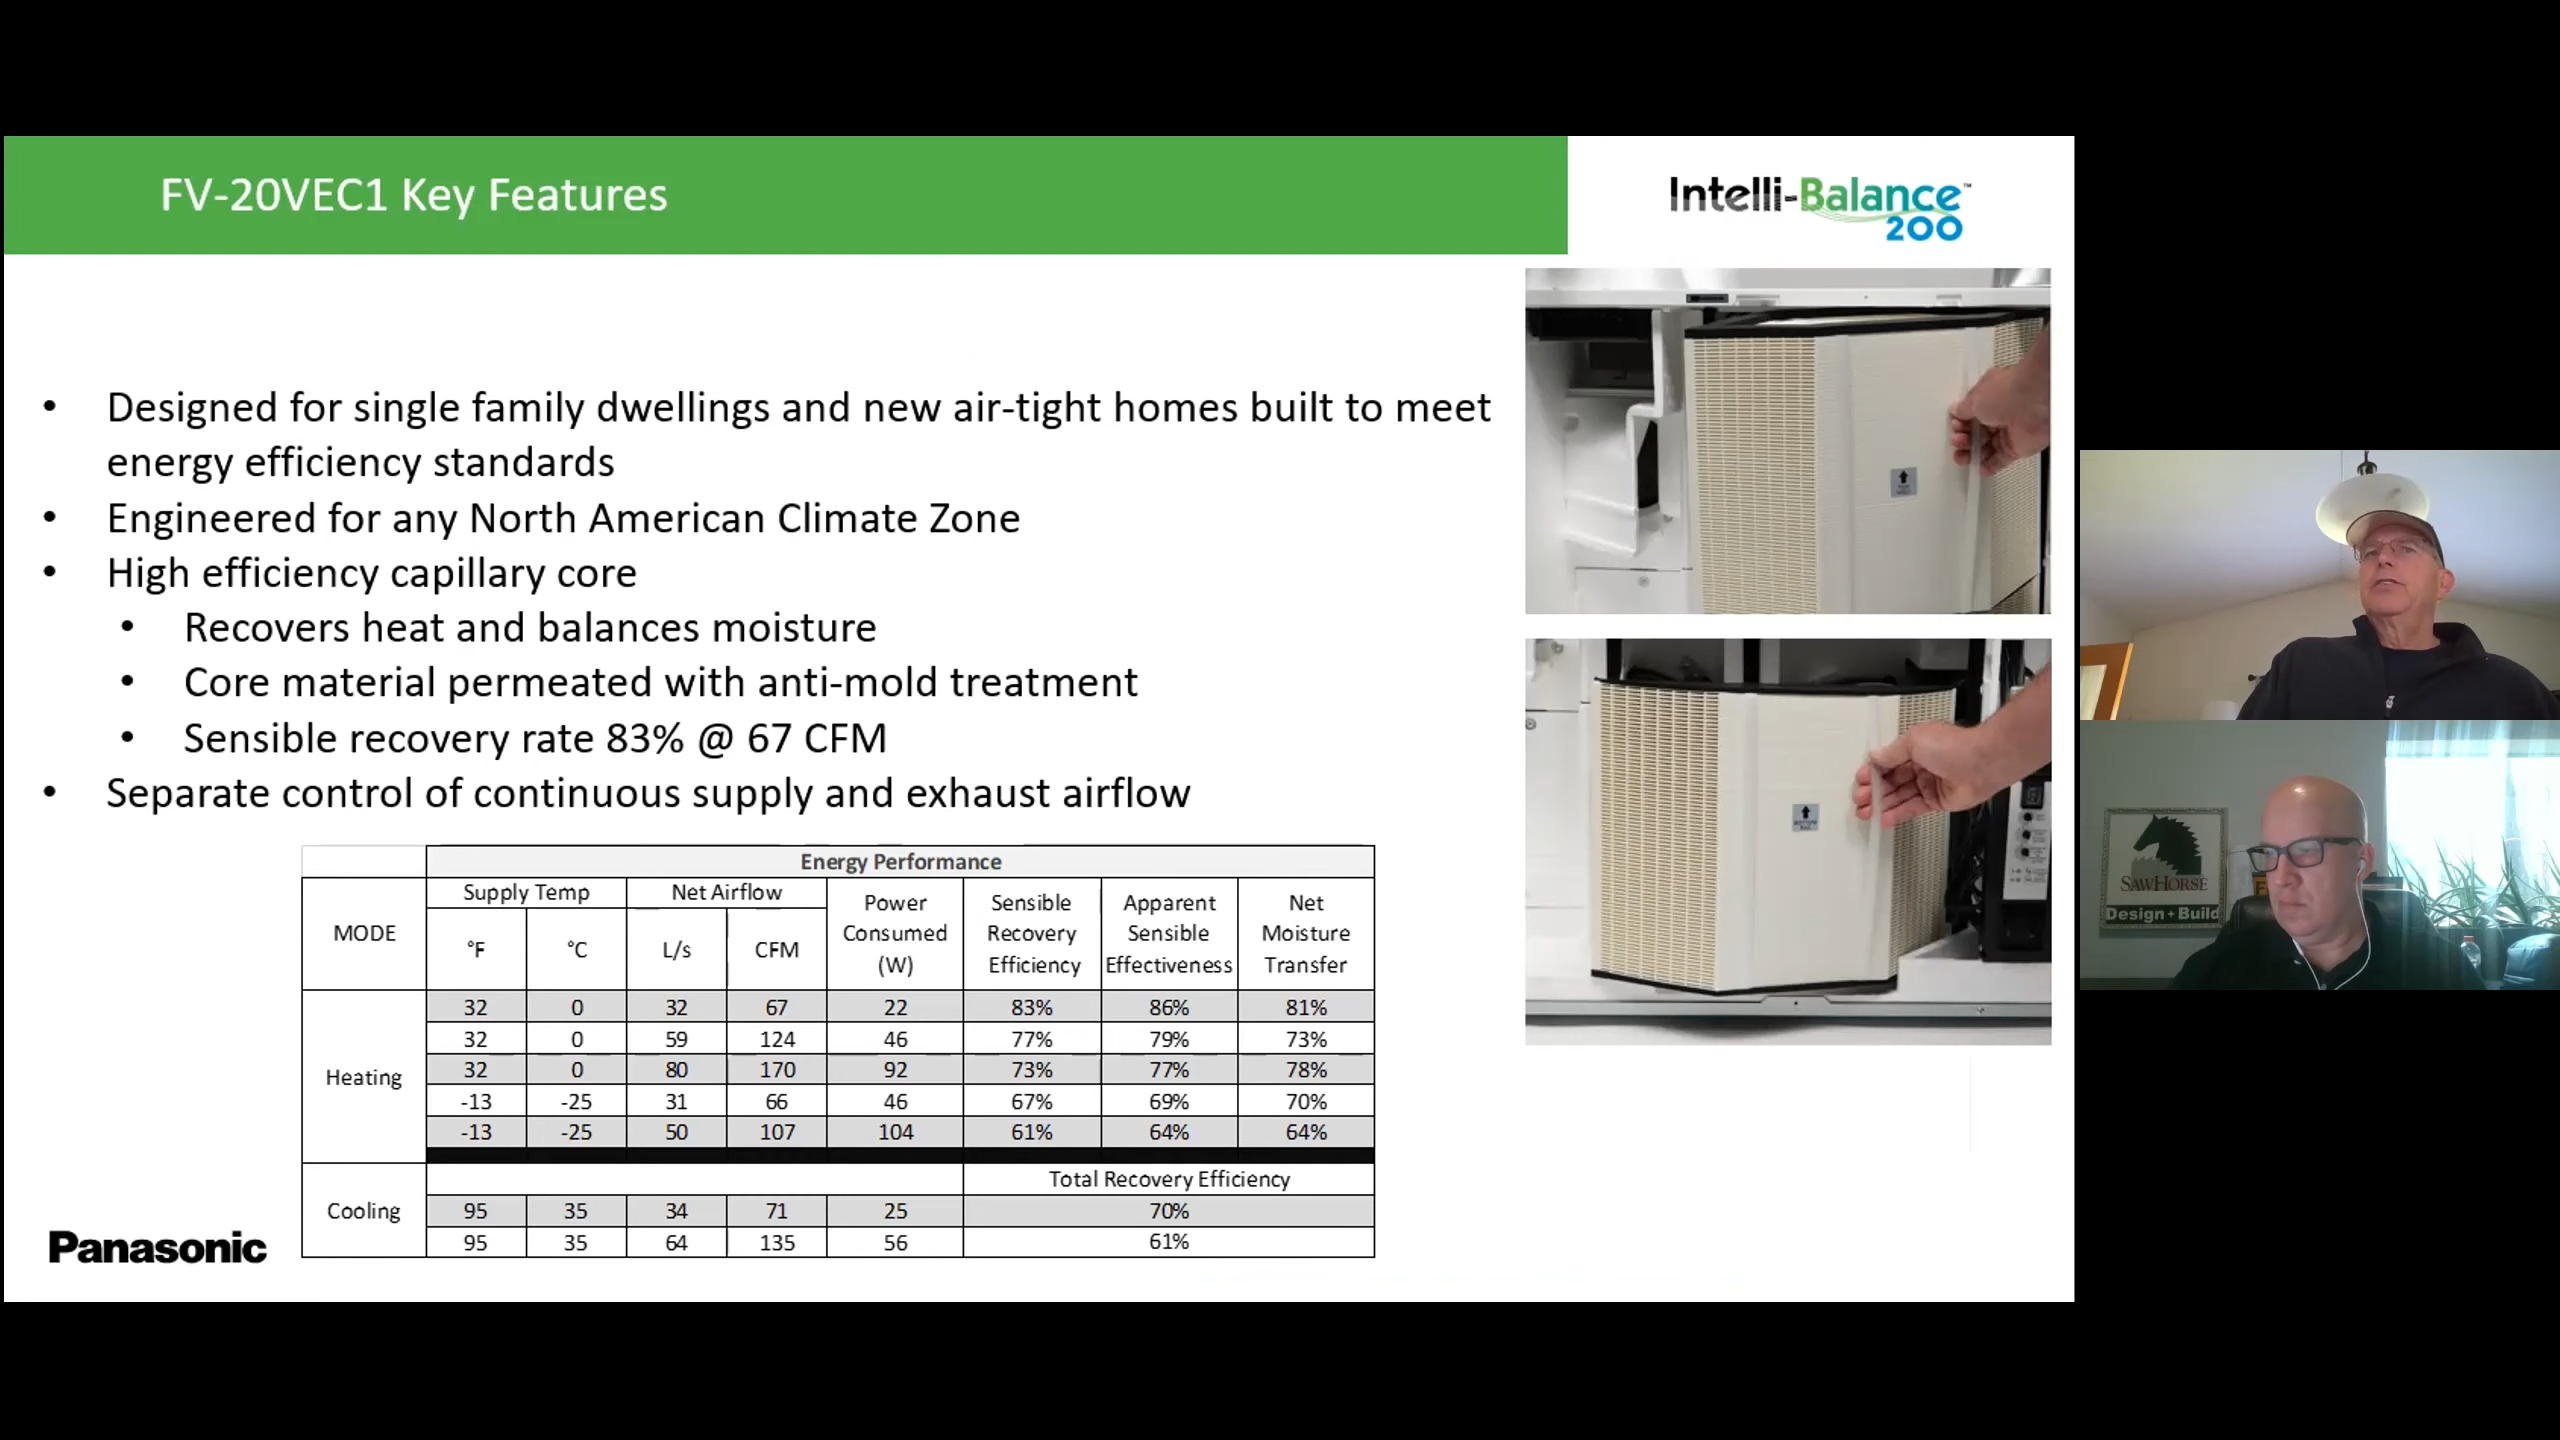 FV-20VEC1 Key Features
Intelli-Balance™
200
• Designed for single family dwellings and new air-tight homes built to meet
energy efficiency standards
• Engineered for any North American Climate Zone
• High efficiency capillary core
• Recovers heat and balances moisture
• Core material permeated with anti-mold treatment
• Sensible recovery rate 83% @ 67 CFM
• Separate control of continuous supply and exhaust airflow
Energy Performance
MODE Supply Temp Net Airflow Power Consumed (W) Sensible Recovery Efficiency Apparent Sensible Effectiveness Net Moisture Transfer
°F °C L/s CFM
Heating
32 0 32 67 22 83% 86% 81%
32 0 59 124 46 77% 79% 73%
32 0 80 170 92 73% 77% 78%
-13 -25 31 66 46 67% 69% 70%
-13 -25 50 107 104 61% 64% 64%
Total Recovery Efficiency
Cooling
95 35 34 71 25 70%
95 35 64 135 56 61%
Panasonic
SAWHORSE
Design + Build